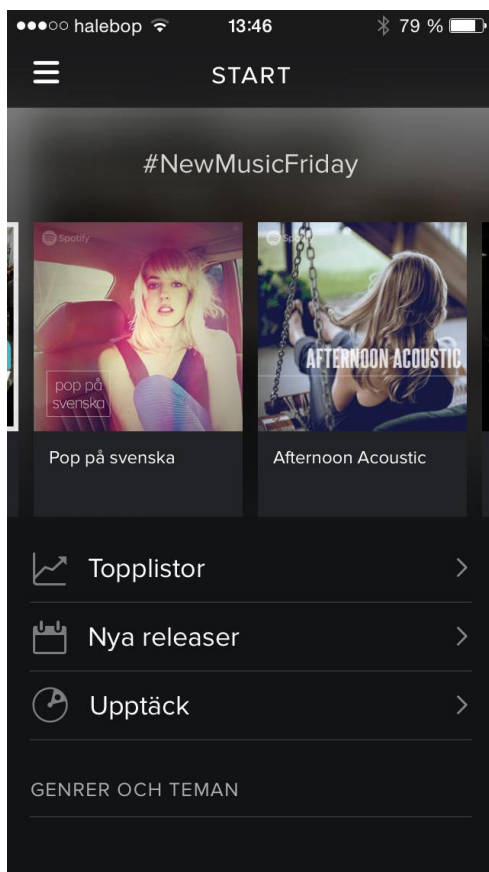 halebop 13:46 79 %
START
#NewMusicFriday
Spotify
pop på
svenska
AFTERNOON ACOUSTIC
Pop på svenska
Afternoon Acoustic
Topplistor
Nya releaser
Upptäck
GENRER OCH TEMAN